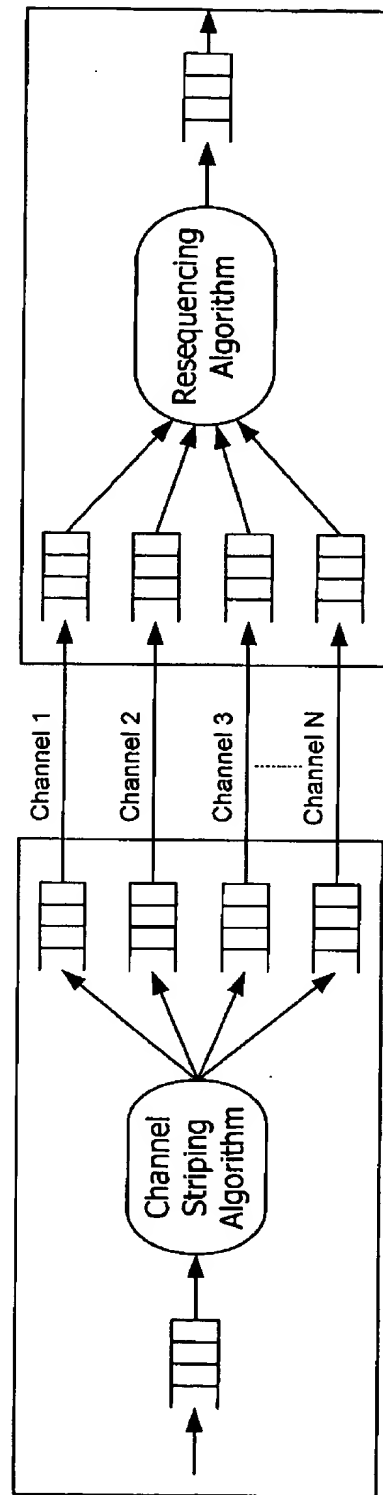 Channel
Striping
Algorithm
Channel 1
Channel 2
Channel 3
Channel N
Resequencing
Algorithm